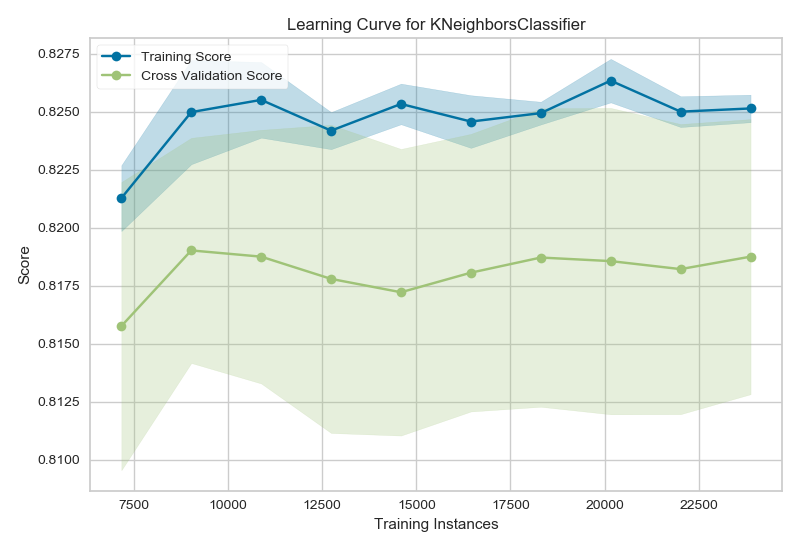 Learning Curve for KNeighborsClassifier
Training Score
Cross Validation Score
Score
0.8275
0.8250
0.8225
0.8200
0.8175
0.8150
0.8125
0.8100
7500 10000 12500 15000 17500 20000 22500
Training Instances